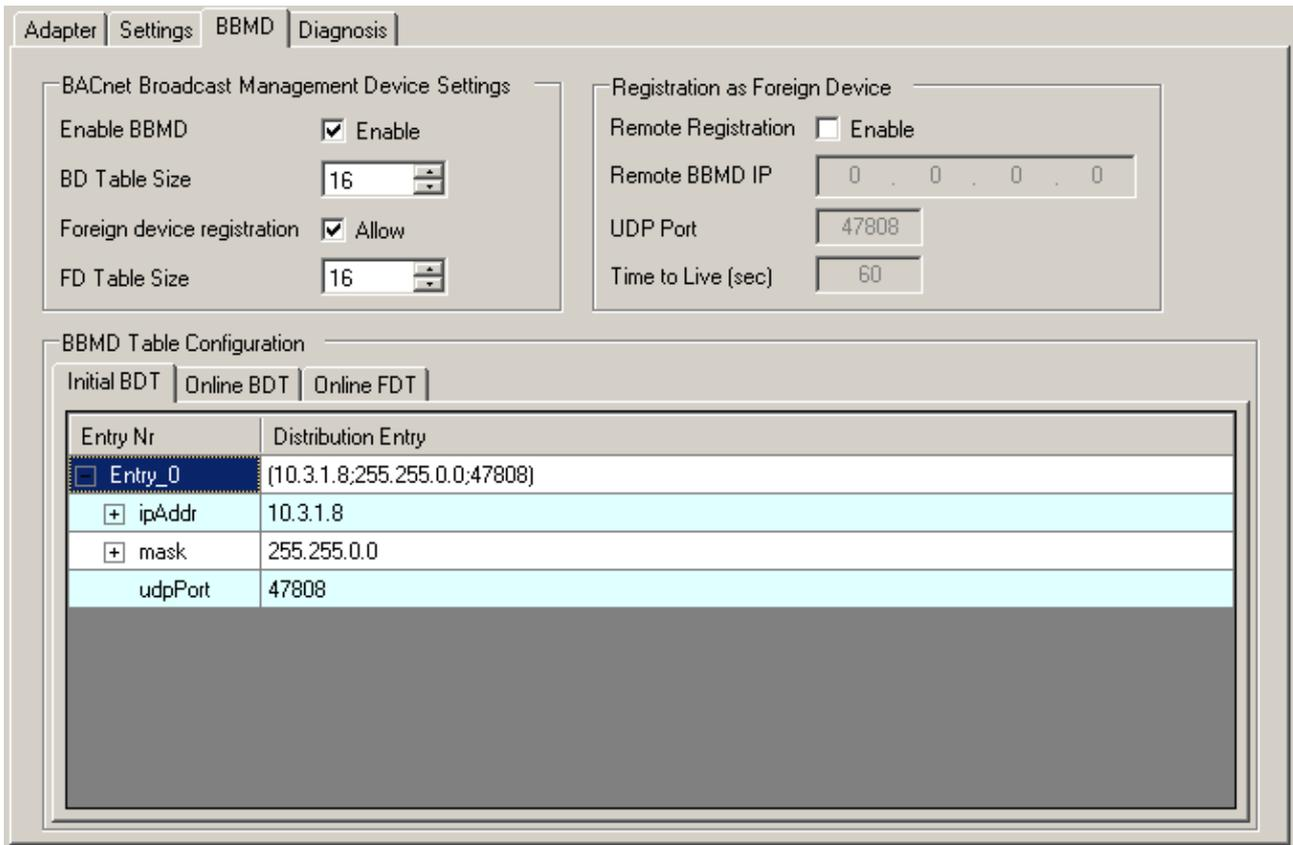 Adapter Settings BBMD Diagnosis
BACnet Broadcast Management Device Settings
Enable BBMD Enable
BD Table Size 16
Foreign device registration Allow
FD Table Size 16
Registration as Foreign Device
Remote Registration Enable
Remote BBMD IP 0 . 0 . 0 . 0
UDP Port 47808
Time to Live (sec) 60
BBMD Table Configuration
Initial BDT Online BDT Online FDT
Entry Nr Distribution Entry
Entry_0 (10.3.1.8;255.255.0.0;47808)
ipAddr 10.3.1.8
mask 255.255.0.0
udpPort 47808